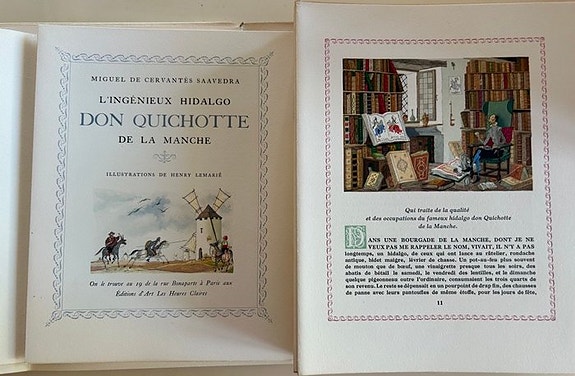 MIGUEL DE CERVANTÉS SAAVEDRA
L'INGÉNIEUX HIDALGO
DON QUICHOTTE
DE LA MANCHE
ILLUSTRATIONS DE HENRY LEMARIÉ
On le trouve au 19 de la rue Bonaparte à Paris aux
Éditions d'Art Les Heures Claires
Qui traite de la qualité
et des occupations du fameux hidalgo don Quichotte
de la Manche.
DANS UNE BOURGADE DE LA MANCHE, DONT JE NE
VEUX PAS ME RAPPELER LE NOM, VIVAIT, IL N'Y A PAS
longtemps, un hidalgo, de ceux qui ont lance au râtelier, rondache
antique, bidet maigre, lévrier de chasse. Un pot-au-feu plus souvent
de mouton que de bœuf, une vinaigrette presque tous les soirs, des
abatis de bétail le samedi, le vendredi des lentilles, et le dimanche
quelque pigeonneau outre l'ordinaire, consommaient les trois quarts de
son revenu. Le reste se dépensait en un pourpoint de drap fin, des chausses
de panne avec leurs pantoufles de même étoffe, pour les jours de fête,
11